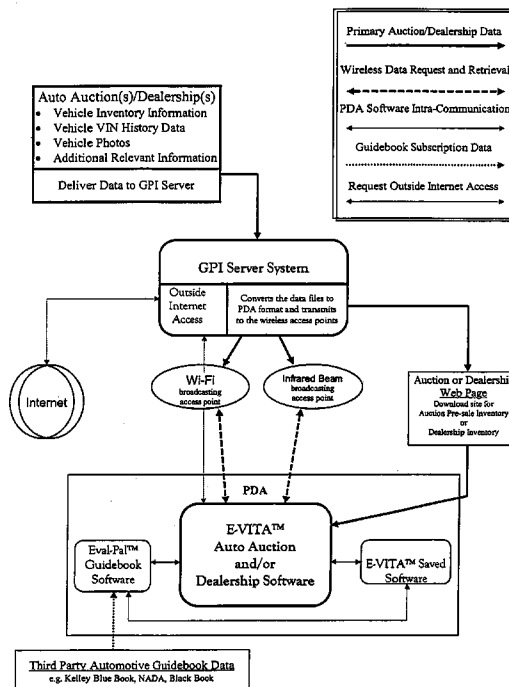 Primary Auction/Dealership Data
Wireless Data Request and Retrieval
PDA Software Intra-Communication
Guidebook Subscription Data
Request Outside Internet Access
Auto Auction(s)/Dealership(s)
• Vehicle Inventory Information
• Vehicle VIN History Data
• Vehicle Photos
• Additional Relevant Information
Deliver Data to GPI Server
GPI Server System
Outside
Internet
Access
Converts the data files to
PDA format and transmits
to the wireless access points
Internet
Wi-Fi
broadcasting
access point
Infrared Beam
broadcasting
access point
Auction or Dealership
Web Page
Download site for
Auction Pre-sale Inventory
or
Dealership Inventory
PDA
E-VITA™
Auto Auction
and/or
Dealership Software
Eval-Pal™
Guidebook
Software
E-VITA™ Saved
Software
Third Party Automotive Guidebook Data
e.g. Kelley Blue Book, NADA, Black Book